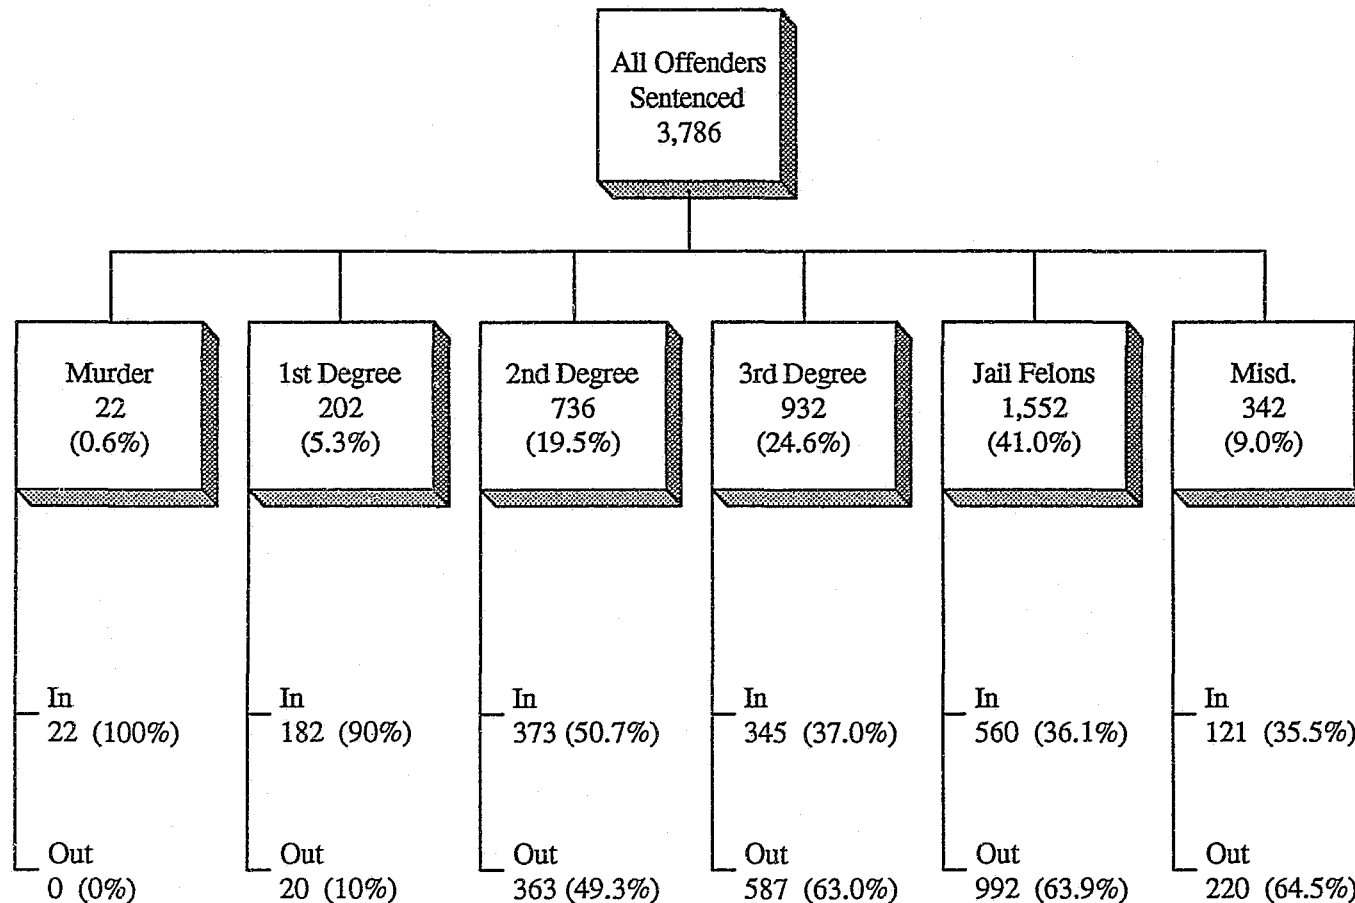 All Offenders
Sentenced
3,786
Murder
22
(0.6%)
1st Degree
202
(5.3%)
2nd Degree
736
(19.5%)
3rd Degree
932
(24.6%)
Jail Felons
1,552
(41.0%)
Misd.
342
(9.0%)
In
22 (100%)
In
182 (90%)
In
373 (50.7%)
In
345 (37.0%)
In
560 (36.1%)
In
121 (35.5%)
Out
0 (0%)
Out
20 (10%)
Out
363 (49.3%)
Out
587 (63.0%)
Out
992 (63.9%)
Out
220 (64.5%)